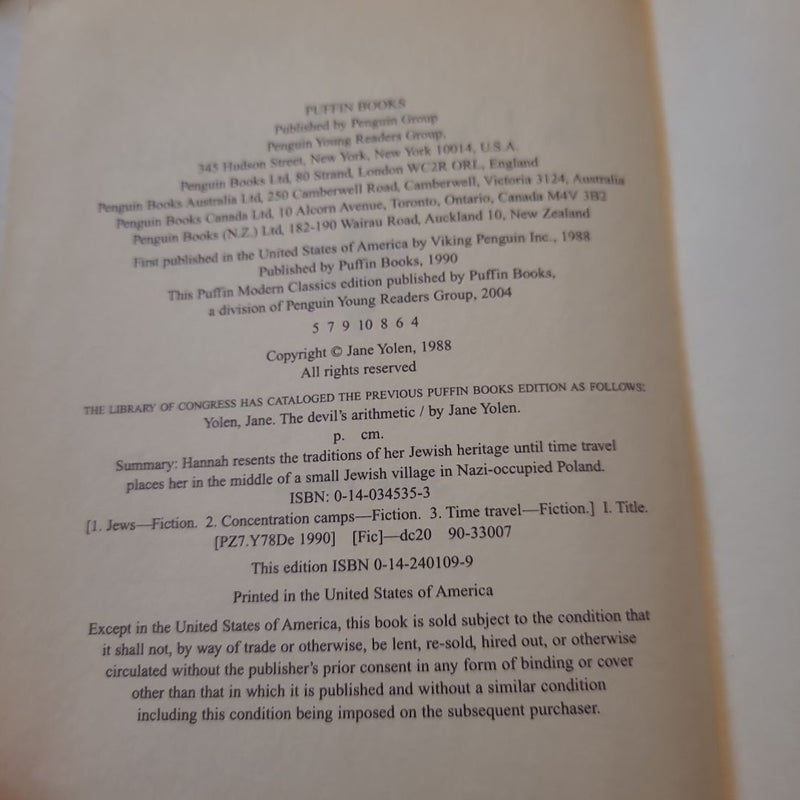 PUFFIN BOOKS
Published by Penguin Group
Penguin Young Readers Group,
345 Hudson Street, New York, New York 10014, U.S.A.
Penguin Books Ltd, 80 Strand, London WC2R ORL, England
Penguin Books Australia Ltd, 250 Camberwell Road, Camberwell, Victoria 3124, Australia
Penguin Books Canada Ltd, 10 Alcorn Avenue, Toronto, Ontario, Canada M4V 3B2
Penguin Books (N.Z.) Ltd, 182-190 Wairau Road, Auckland 10, New Zealand
First published in the United States of America by Viking Penguin Inc., 1988
Published by Puffin Books, 1990
This Puffin Modern Classics edition published by Puffin Books,
a division of Penguin Young Readers Group, 2004
5 7 9 10 8 6 4
Copyright © Jane Yolen, 1988
All rights reserved
THE LIBRARY OF CONGRESS HAS CATALOGED THE PREVIOUS PUFFIN BOOKS EDITION AS FOLLOWS:
Yolen, Jane. The devil's arithmetic / by Jane Yolen.
p. cm.
Summary: Hannah resents the traditions of her Jewish heritage until time travel
places her in the middle of a small Jewish village in Nazi-occupied Poland.
ISBN: 0-14-034535-3
[1. Jews—Fiction. 2. Concentration camps—Fiction. 3. Time travel—Fiction.] I. Title.
[PZ7.Y78De 1990] [Fic]—dc20 90-33007
This edition ISBN 0-14-240109-9
Printed in the United States of America
Except in the United States of America, this book is sold subject to the condition that
it shall not, by way of trade or otherwise, be lent, re-sold, hired out, or otherwise
circulated without the publisher's prior consent in any form of binding or cover
other than that in which it is published and without a similar condition
including this condition being imposed on the subsequent purchaser.